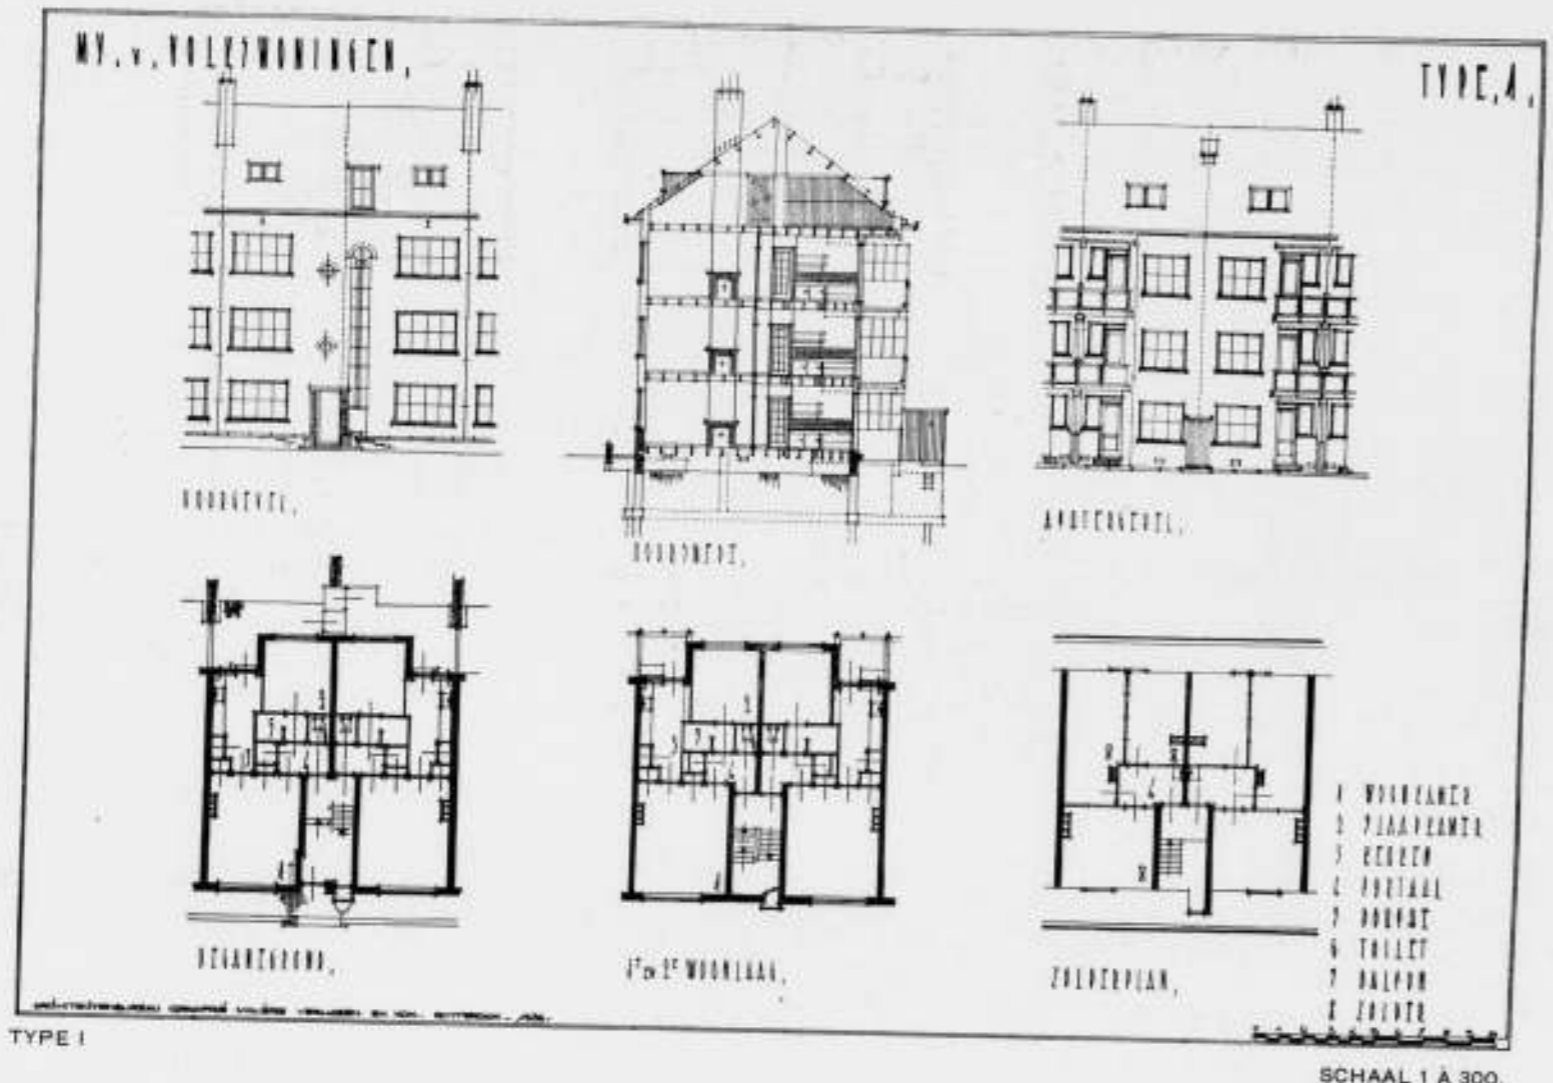 MY. v. VOLKSWONINGEN.
TYPE. A.
VOORGEVEL.
DOORSNEDE.
ACHTERGEVEL.
BEGANEGROND.
1E EN 2E WOONLAAG.
ZOLDERPLAN.
1 WOONKAMER
2 SLAAPKAMER
3 KEUKEN
4 PORTAAL
5 DOUCHE
6 TOILET
7 BALCON
8 ZOLDER
TYPE I
SCHAAL 1 À 300.